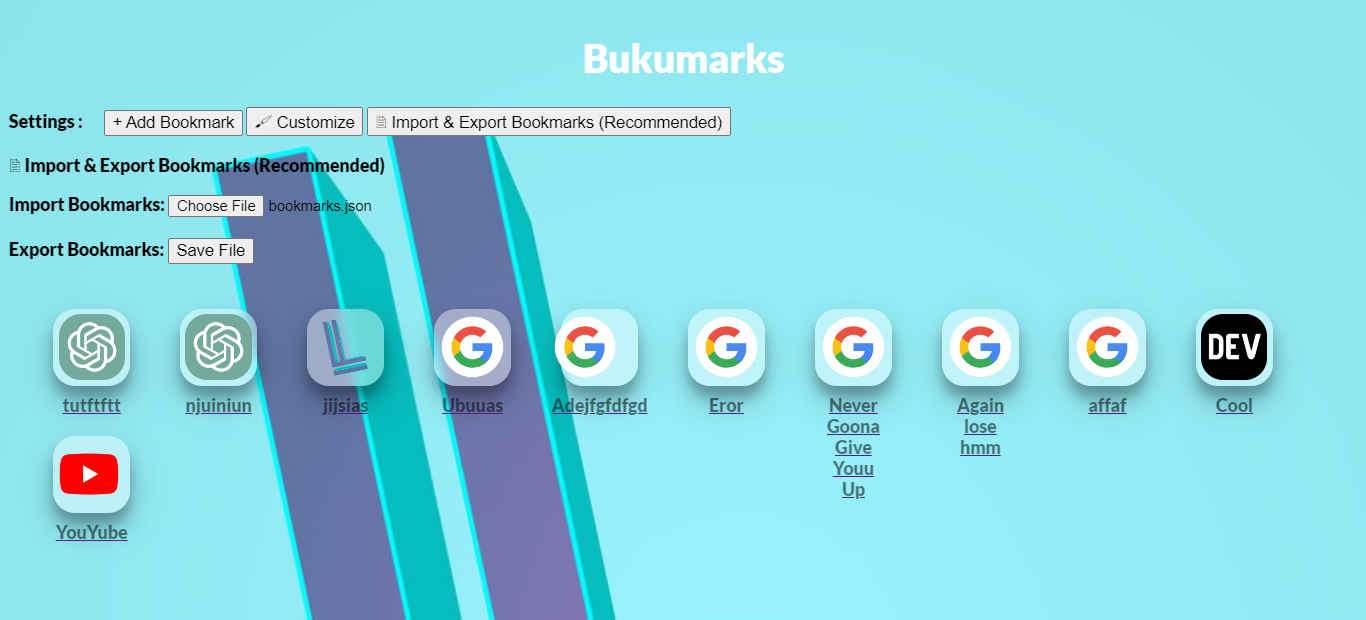 Bukumarks
Settings : + Add Bookmark Customize Import & Export Bookmarks (Recommended)
Import & Export Bookmarks (Recommended)
Import Bookmarks: Choose File bookmarks.json
Export Bookmarks: Save File
DEV
tutftftt njuiniun jijsias Ubuuas Adejfgfdfgd Eror Never Again affaf Cool
Goona lose
Give hmm
Youu
Up
YouYube